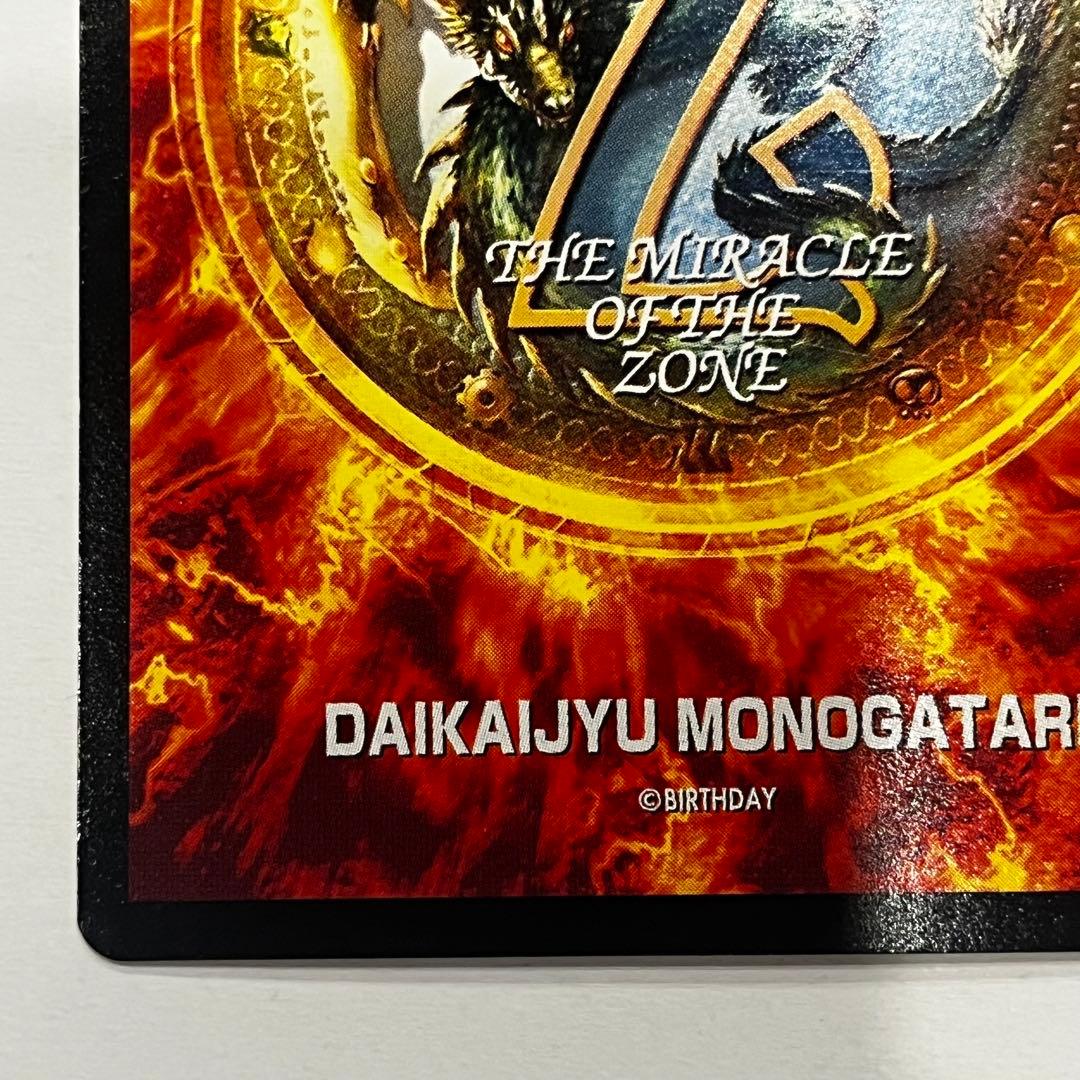 THE MIRACLE
OF THE
ZONE
DAIKAIJYU MONOGATARI
©BIRTHDAY